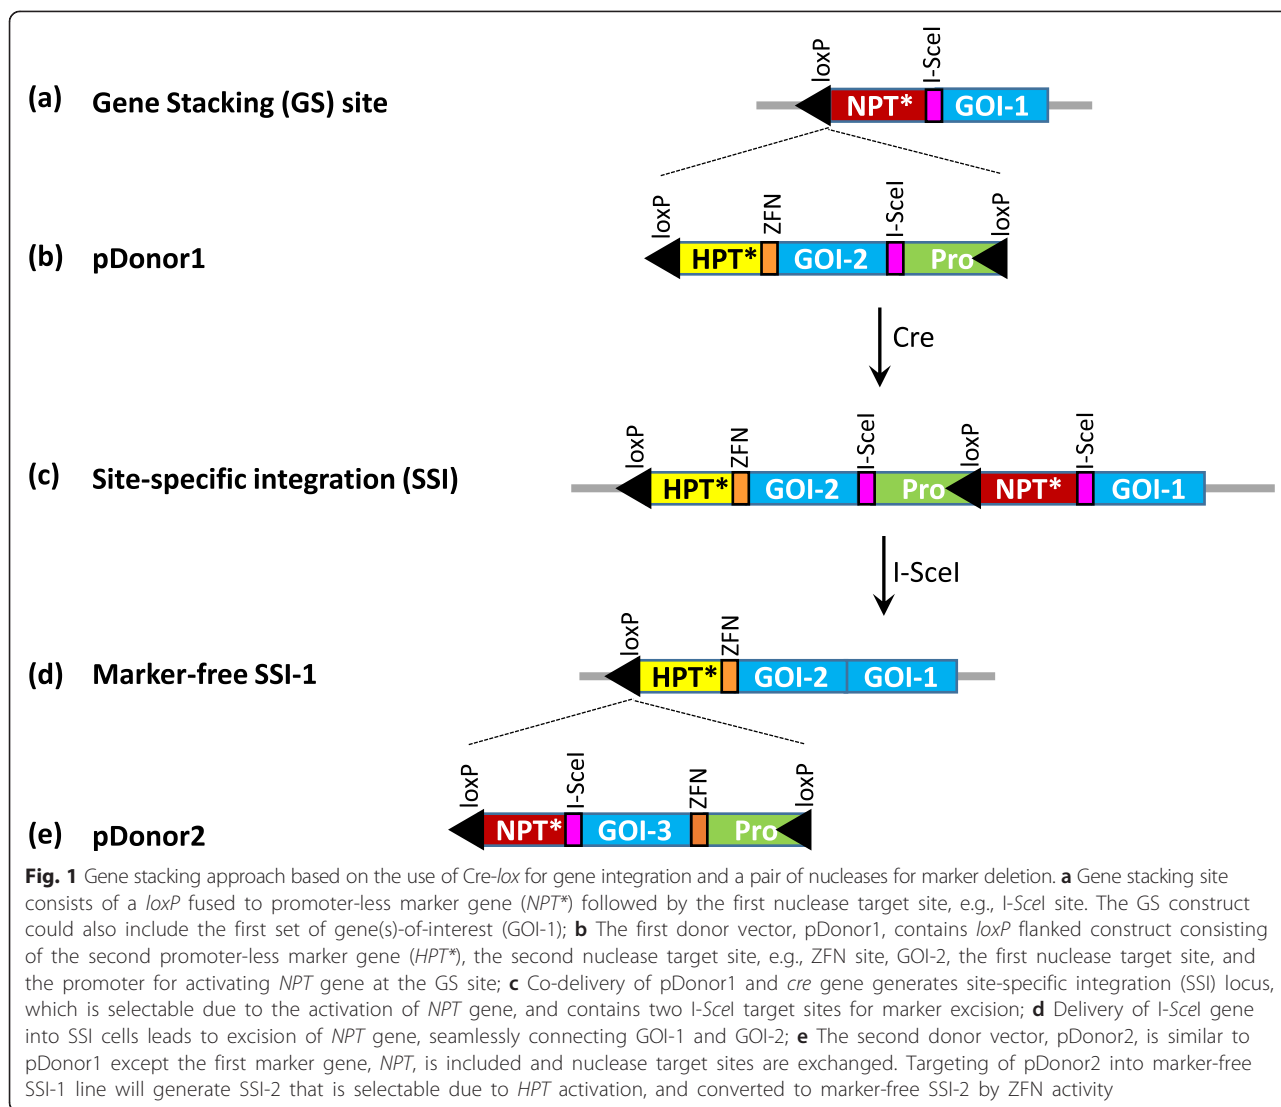 loxP
I-SceI
(a) Gene Stacking (GS) site
NPT* GOI-1
loxP
ZFN
I-SceI
loxP
(b) pDonor1
HPT* GOI-2 Pro
Cre
loxP
ZFN
I-SceI
loxP
I-SceI
(c) Site-specific integration (SSI)
HPT* GOI-2 Pro NPT* GOI-1
I-SceI
loxP
ZFN
(d) Marker-free SSI-1
HPT* GOI-2 GOI-1
loxP
I-SceI
ZFN
loxP
(e) pDonor2
NPT* GOI-3 Pro
Fig. 1 Gene stacking approach based on the use of Cre-lox for gene integration and a pair of nucleases for marker deletion. a Gene stacking site
consists of a loxP fused to promoter-less marker gene (NPT*) followed by the first nuclease target site, e.g., I-SceI site. The GS construct
could also include the first set of gene(s)-of-interest (GOI-1); b The first donor vector, pDonor1, contains loxP flanked construct consisting
of the second promoter-less marker gene (HPT*), the second nuclease target site, e.g., ZFN site, GOI-2, the first nuclease target site, and
the promoter for activating NPT gene at the GS site; c Co-delivery of pDonor1 and cre gene generates site-specific integration (SSI) locus,
which is selectable due to the activation of NPT gene, and contains two I-SceI target sites for marker excision; d Delivery of I-SceI gene
into SSI cells leads to excision of NPT gene, seamlessly connecting GOI-1 and GOI-2; e The second donor vector, pDonor2, is similar to
pDonor1 except the first marker gene, NPT, is included and nuclease target sites are exchanged. Targeting of pDonor2 into marker-free
SSI-1 line will generate SSI-2 that is selectable due to HPT activation, and converted to marker-free SSI-2 by ZFN activity